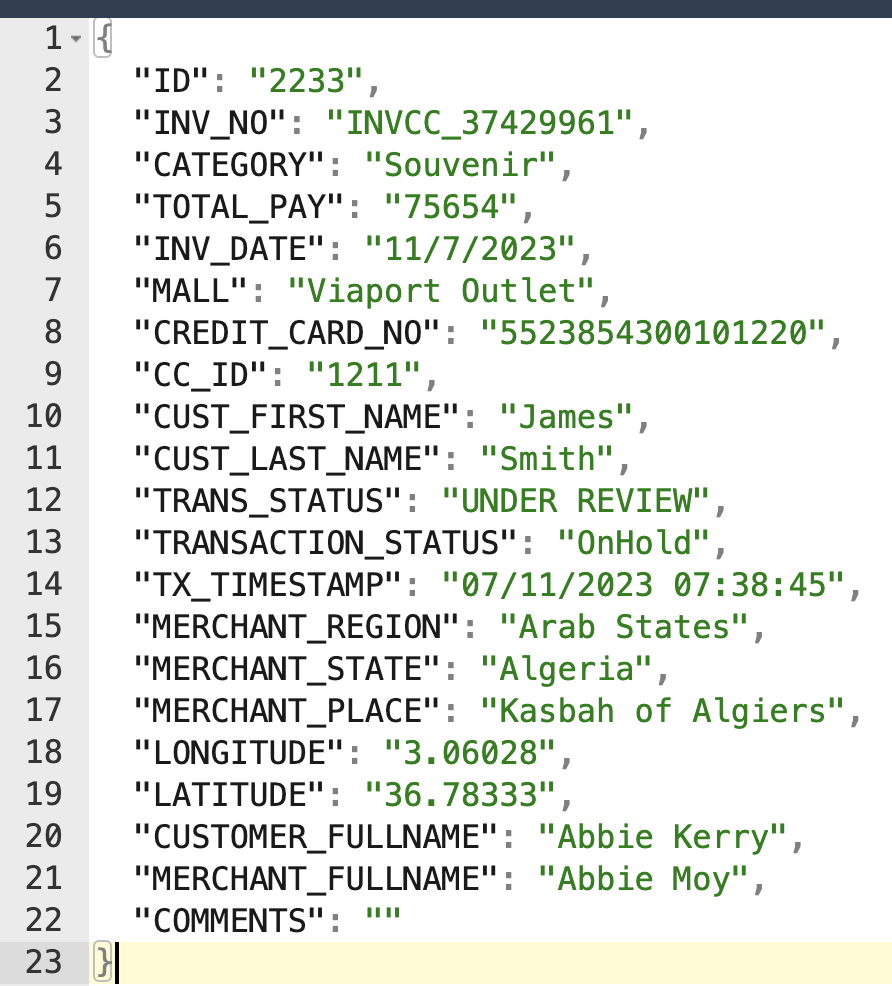 1 {
2 "ID": "2233",
3 "INV_NO": "INVCC_37429961",
4 "CATEGORY": "Souvenir",
5 "TOTAL_PAY": "75654",
6 "INV_DATE": "11/7/2023",
7 "MALL": "Viaport Outlet",
8 "CREDIT_CARD_NO": "5523854300101220",
9 "CC_ID": "1211",
10 "CUST_FIRST_NAME": "James",
11 "CUST_LAST_NAME": "Smith",
12 "TRANS_STATUS": "UNDER REVIEW",
13 "TRANSACTION_STATUS": "OnHold",
14 "TX_TIMESTAMP": "07/11/2023 07:38:45",
15 "MERCHANT_REGION": "Arab States",
16 "MERCHANT_STATE": "Algeria",
17 "MERCHANT_PLACE": "Kasbah of Algiers",
18 "LONGITUDE": "3.06028",
19 "LATITUDE": "36.78333",
20 "CUSTOMER_FULLNAME": "Abbie Kerry",
21 "MERCHANT_FULLNAME": "Abbie Moy",
22 "COMMENTS": ""
23 }